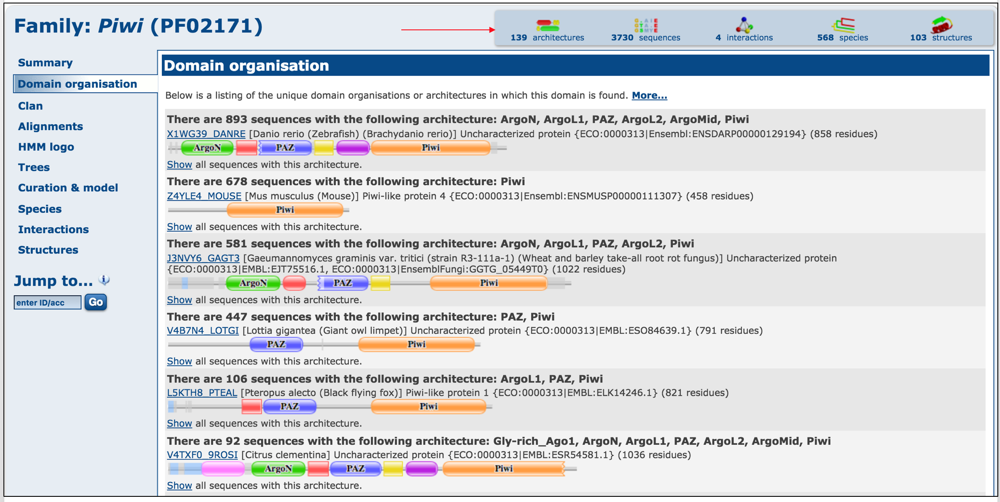 Family: Piwi (PF02171)
139 architectures 3730 sequences 4 interactions 568 species 103 structures
Summary
Domain organisation
Clan
Alignments
HMM logo
Trees
Curation & model
Species
Interactions
Structures
Jump to...
enter ID/acc Go
Domain organisation
Below is a listing of the unique domain organisations or architectures in which this domain is found. More...
There are 893 sequences with the following architecture: ArgoN, ArgoL1, PAZ, ArgoL2, ArgoMid, Piwi
X1WG39_DANRE [Danio rerio (Zebrafish) (Brachydanio rerio)] Uncharacterized protein {ECO:0000313|Ensembl:ENSDARP00000129194} (858 residues)
ArgoN PAZ Piwi
Show all sequences with this architecture.
There are 678 sequences with the following architecture: Piwi
Z4YLE4_MOUSE [Mus musculus (Mouse)] Piwi-like protein 4 {ECO:0000313|Ensembl:ENSMUSP00000111307} (458 residues)
Piwi
Show all sequences with this architecture.
There are 581 sequences with the following architecture: ArgoN, ArgoL1, PAZ, ArgoL2, Piwi
J3NVY6_GAGT3 [Gaeumannomyces graminis var. tritici (strain R3-111a-1) (Wheat and barley take-all root rot fungus)] Uncharacterized protein
{ECO:0000313|EMBL:EJT75516.1, ECO:0000313|EnsemblFungi:GGTG_05449T0} (1022 residues)
ArgoN PAZ Piwi
Show all sequences with this architecture.
There are 447 sequences with the following architecture: PAZ, Piwi
V4B7N4_LOTGI [Lottia gigantea (Giant owl limpet)] Uncharacterized protein {ECO:0000313|EMBL:ESO84639.1} (791 residues)
PAZ Piwi
Show all sequences with this architecture.
There are 106 sequences with the following architecture: ArgoL1, PAZ, Piwi
L5KTH8_PTEAL [Pteropus alecto (Black flying fox)] Piwi-like protein 1 {ECO:0000313|EMBL:ELK14246.1} (821 residues)
PAZ Piwi
Show all sequences with this architecture.
There are 92 sequences with the following architecture: Gly-rich_Ago1, ArgoN, ArgoL1, PAZ, ArgoL2, ArgoMid, Piwi
V4TXF0_9ROSI [Citrus clementina] Uncharacterized protein {ECO:0000313|EMBL:ESR54581.1} (1036 residues)
ArgoN PAZ Piwi
Show all sequences with this architecture.